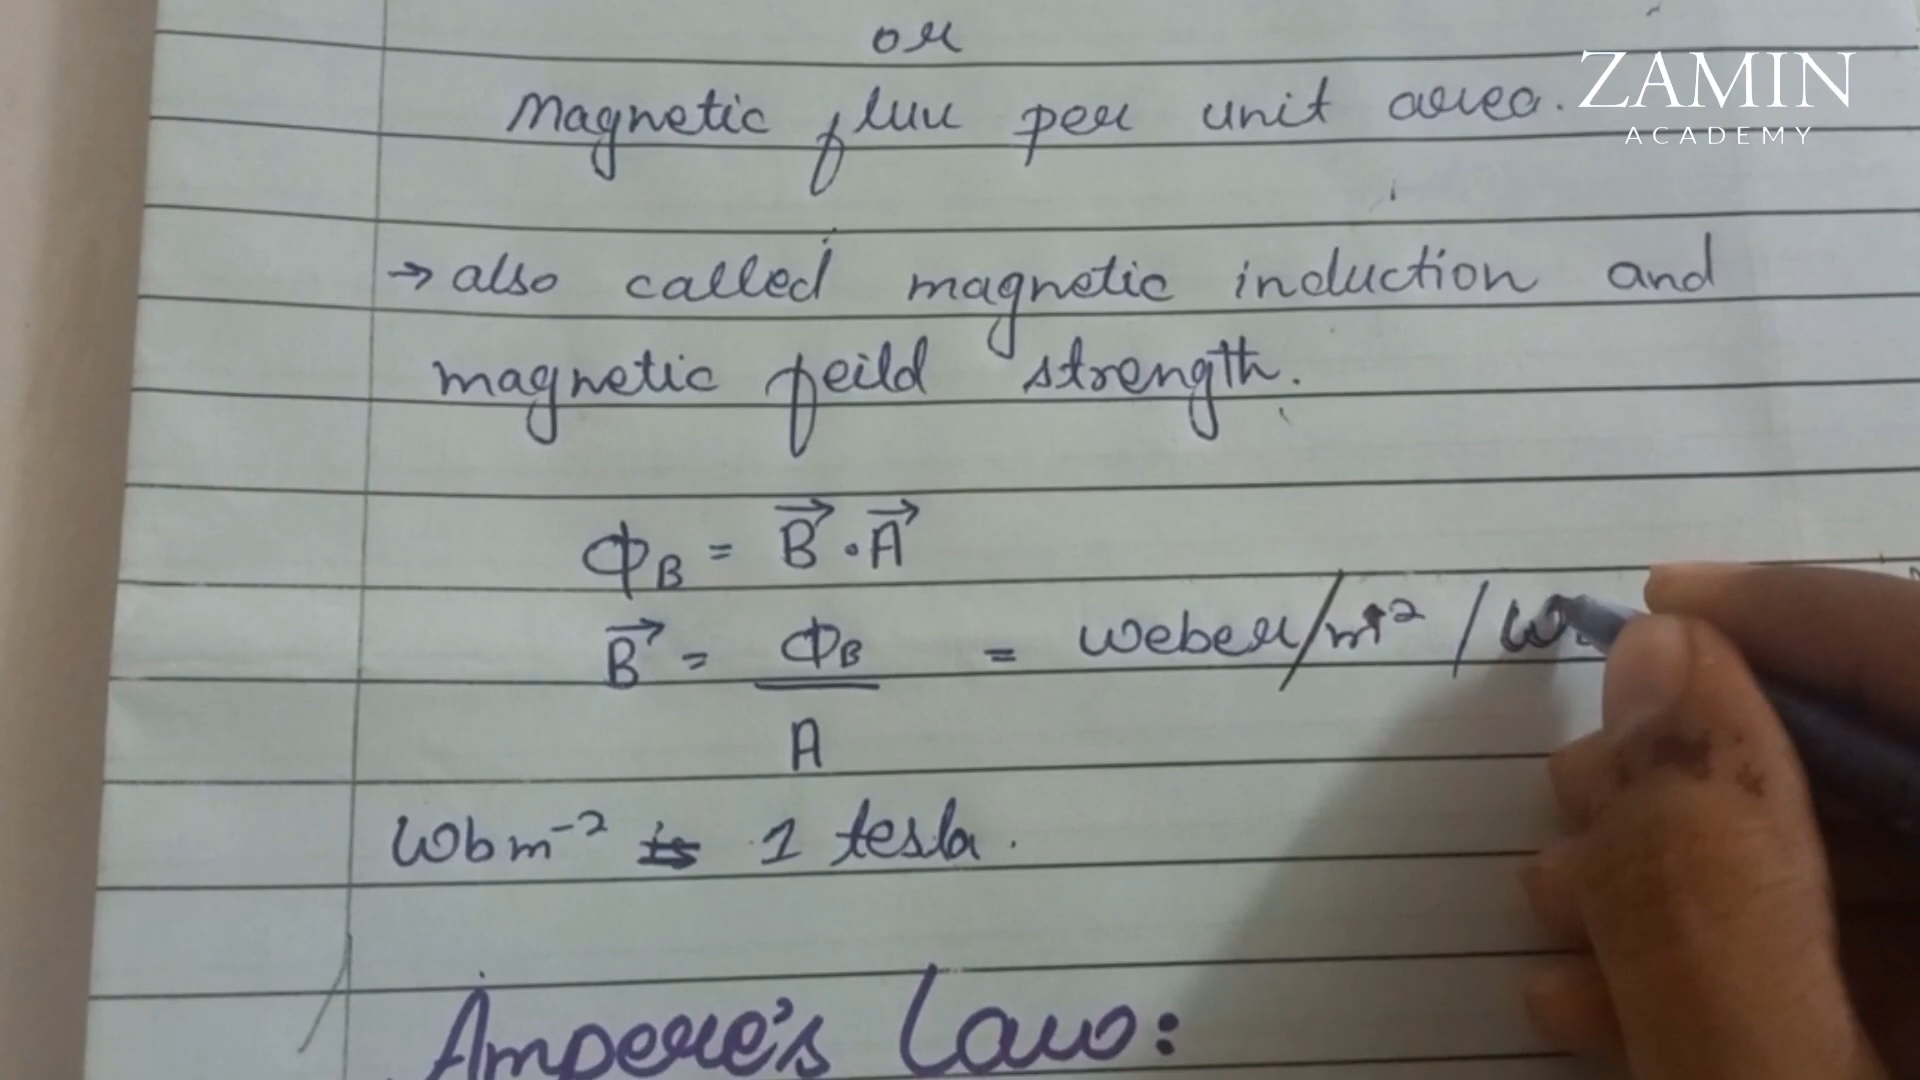 or
ZAMIN
ACADEMY
Magnetic flux per unit area.
→ also called magnetic induction and
magnetic feild strength.
ΦB = B⃗ . A⃗
B⃗ = ΦB / A = weber/m² / W
Wb m⁻² is 1 tesla.
Ampere's Law: